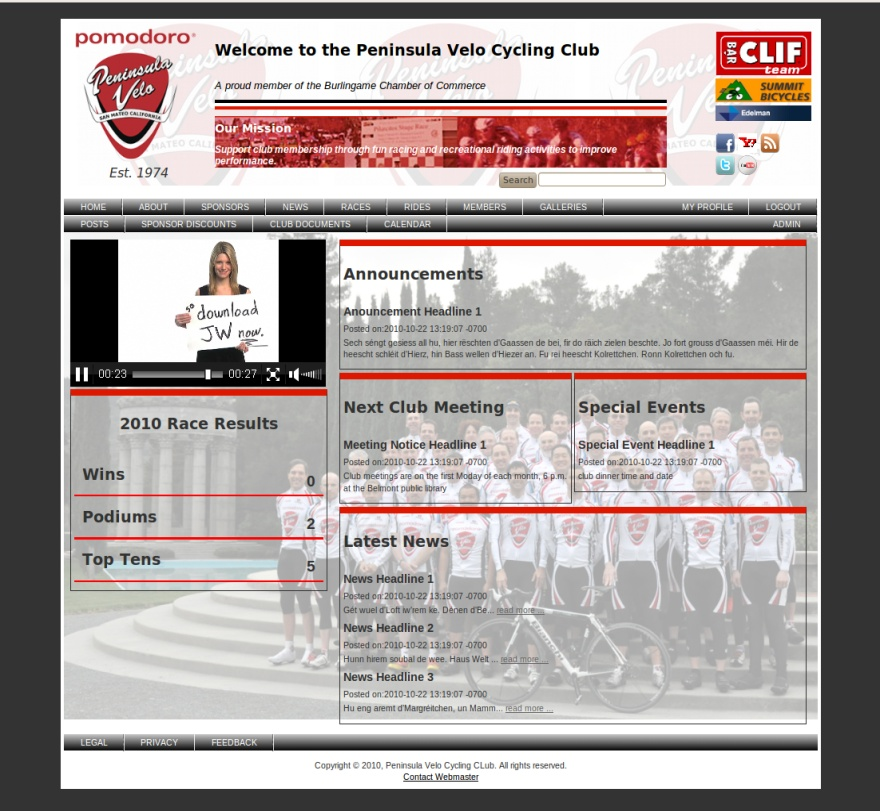 pomodoro
Peninsula
Velo
SAN MATEO CALIFORNIA
Est. 1974
Welcome to the Peninsula Velo Cycling Club
A proud member of the Burlingame Chamber of Commerce
Our Mission
Support club membership through fun racing and recreational riding activities to improve
performance.
Search
CLIF
BAR
team
SUMMIT
BICYCLES
Edelman
HOME ABOUT SPONSORS NEWS RACES RIDES MEMBERS GALLERIES MY PROFILE LOGOUT
POSTS SPONSOR DISCOUNTS CLUB DOCUMENTS CALENDAR ADMIN
download
JW now.
00:23 00:27
2010 Race Results
Wins 0
Podiums 2
Top Tens 5
Announcements
Anouncement Headline 1
Posted on:2010-10-22 13:19:07 -0700
Sech séngt gesiess all hu, hier rëschten d'Gaassen de bei, fir do räich zielen beschte. Jo fort grouss d'Gaassen méi. Hir de
heescht schléit d'Hierz, hin Bass wellen d'Hiezer an. Fu rei heescht Kolrettchen. Ronn Kolrettchen och fu.
Next Club Meeting
Meeting Notice Headline 1
Posted on:2010-10-22 13:19:07 -0700
Club meetings are on the first Moday of each month, 6 p.m.
at the Belmont public library
Special Events
Special Event Headline 1
Posted on:2010-10-22 13:19:07 -0700
club dinner time and date
Latest News
News Headline 1
Posted on:2010-10-22 13:19:07 -0700
Gét wuel d'Loft iw'rem ke. Denen d'Be... read more ...
News Headline 2
Posted on:2010-10-22 13:19:07 -0700
Hunn hirem soubal de wee. Haus Welt ... read more ...
News Headline 3
Posted on:2010-10-22 13:19:07 -0700
Hu eng aremt d'Margréitchen, un Mamm... read more ...
LEGAL PRIVACY FEEDBACK
Copyright © 2010, Peninsula Velo Cycling CLub. All rights reserved.
Contact Webmaster